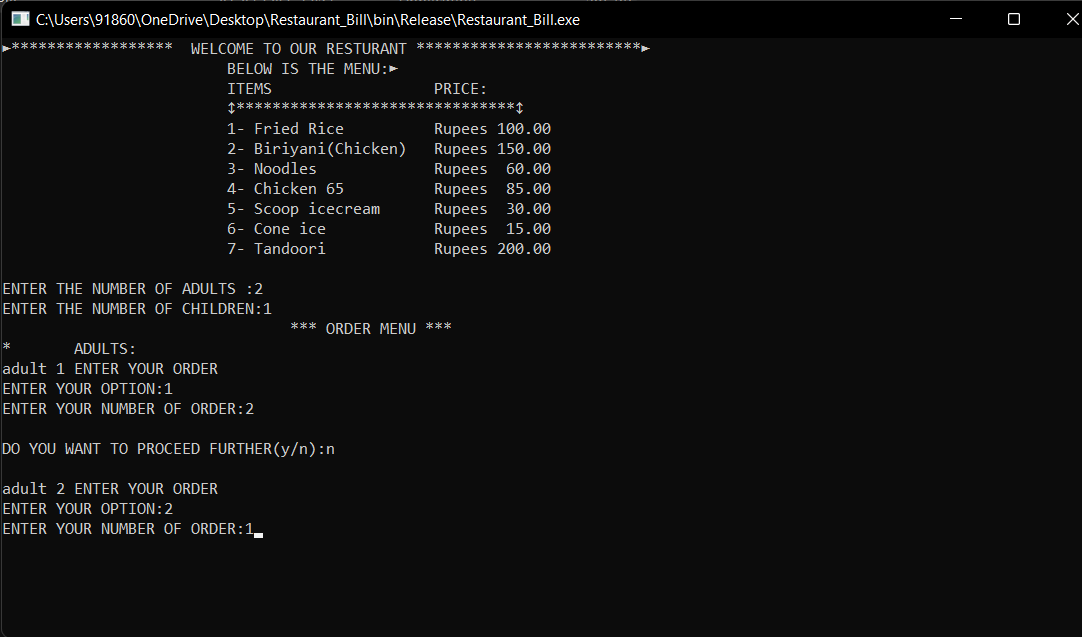 C:\Users\91860\OneDrive\Desktop\Restaurant_Bill\bin\Release\Restaurant_Bill.exe
►****************** WELCOME TO OUR RESTURANT *************************►
BELOW IS THE MENU:►
ITEMS PRICE:
↕*******************************↕
1- Fried Rice Rupees 100.00
2- Biriyani(Chicken) Rupees 150.00
3- Noodles Rupees 60.00
4- Chicken 65 Rupees 85.00
5- Scoop icecream Rupees 30.00
6- Cone ice Rupees 15.00
7- Tandoori Rupees 200.00
ENTER THE NUMBER OF ADULTS :2
ENTER THE NUMBER OF CHILDREN:1
*** ORDER MENU ***
* ADULTS:
adult 1 ENTER YOUR ORDER
ENTER YOUR OPTION:1
ENTER YOUR NUMBER OF ORDER:2
DO YOU WANT TO PROCEED FURTHER(y/n):n
adult 2 ENTER YOUR ORDER
ENTER YOUR OPTION:2
ENTER YOUR NUMBER OF ORDER:1